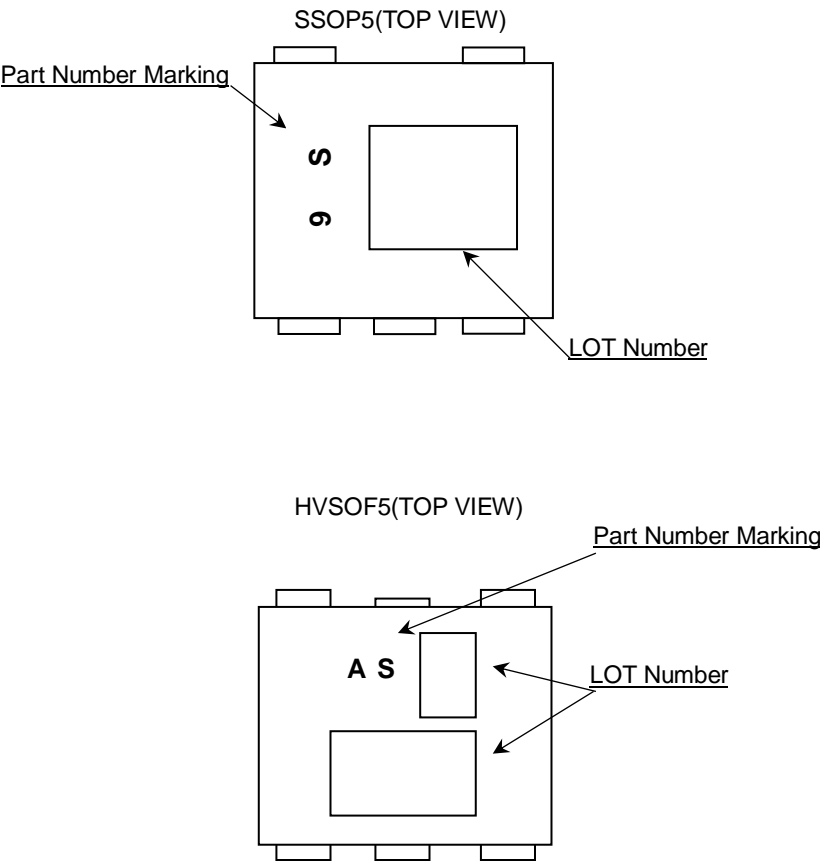 SSOP5(TOP VIEW)
Part Number Marking
9 S
LOT Number
HVSOF5(TOP VIEW)
Part Number Marking
A S
LOT Number